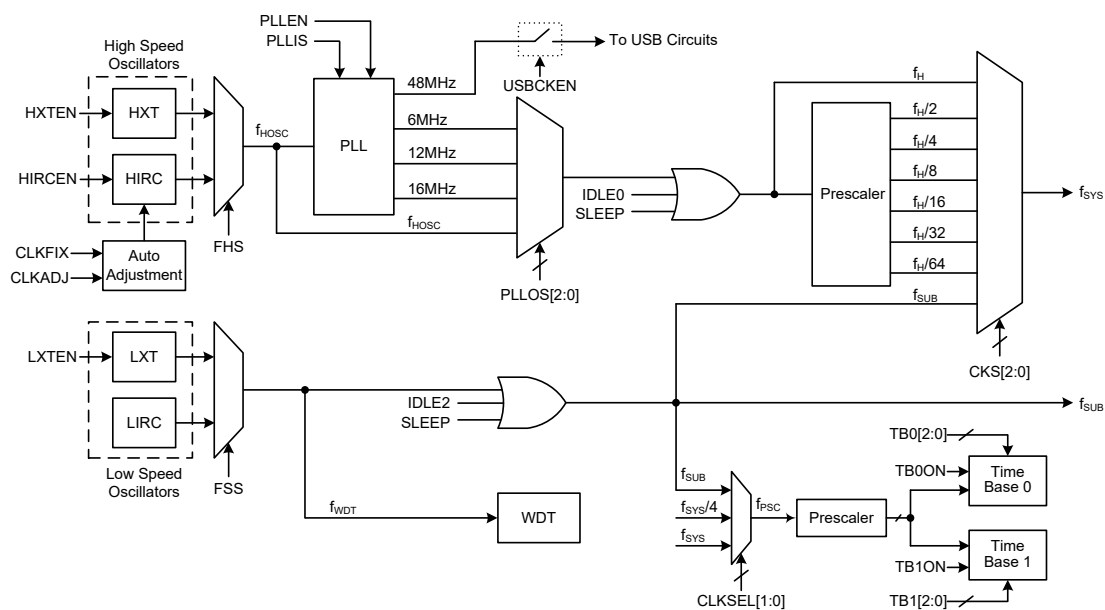 PLLEN
PLLIS
High Speed
Oscillators
HXTEN
HXT
HIRCEN
HIRC
CLKFIX
CLKADJ
Auto
Adjustment
FHS
fHOSC
PLL
48MHz
6MHz
12MHz
16MHz
fHOSC
USBCKEN
To USB Circuits
PLLOS[2:0]
IDLE0
SLEEP
Prescaler
fH
fH/2
fH/4
fH/8
fH/16
fH/32
fH/64
fSUB
fSYS
CKS[2:0]
LXTEN
LXT
LIRC
Low Speed
Oscillators
FSS
IDLE2
SLEEP
fSUB
fWDT
WDT
fSUB
fSYS/4
fSYS
CLKSEL[1:0]
fPSC
Prescaler
TB0[2:0]
TB0ON
Time
Base 0
Time
Base 1
TB1ON
TB1[2:0]